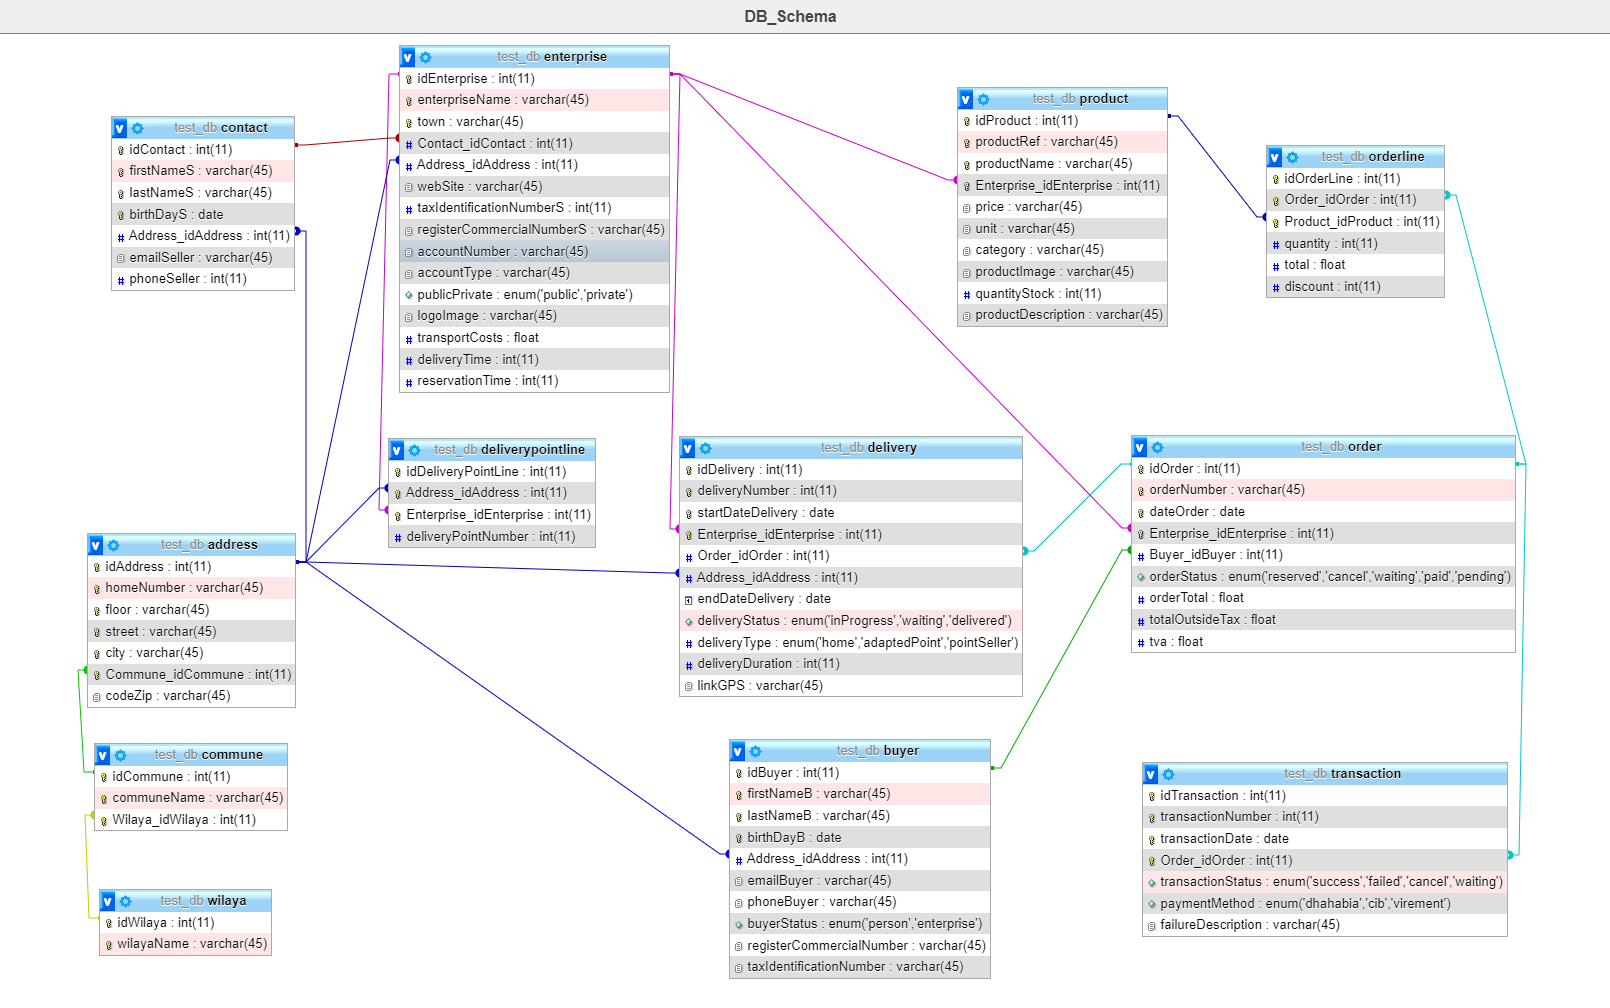 DB_Schema
test_db enterprise
idEnterprise : int(11)
enterpriseName : varchar(45)
town : varchar(45)
Contact_idContact : int(11)
Address_idAddress : int(11)
webSite : varchar(45)
taxIdentificationNumberS : int(11)
registerCommercialNumberS : varchar(45)
accountNumber : varchar(45)
accountType : varchar(45)
publicPrivate : enum('public','private')
logoImage : varchar(45)
transportCosts : float
deliveryTime : int(11)
reservationTime : int(11)
test_db product
idProduct : int(11)
productRef : varchar(45)
productName : varchar(45)
Enterprise_idEnterprise : int(11)
price : varchar(45)
unit : varchar(45)
category : varchar(45)
productImage : varchar(45)
quantityStock : int(11)
productDescription : varchar(45)
test_db contact
idContact : int(11)
firstNameS : varchar(45)
lastNameS : varchar(45)
birthDayS : date
Address_idAddress : int(11)
emailSeller : varchar(45)
phoneSeller : int(11)
test_db orderline
idOrderLine : int(11)
Order_idOrder : int(11)
Product_idProduct : int(11)
quantity : int(11)
total : float
discount : int(11)
test_db deliverypointline
idDeliveryPointLine : int(11)
Address_idAddress : int(11)
Enterprise_idEnterprise : int(11)
deliveryPointNumber : int(11)
test_db delivery
idDelivery : int(11)
deliveryNumber : int(11)
startDateDelivery : date
Enterprise_idEnterprise : int(11)
Order_idOrder : int(11)
Address_idAddress : int(11)
endDateDelivery : date
deliveryStatus : enum('inProgress','waiting','delivered')
deliveryType : enum('home','adaptedPoint','pointSeller')
deliveryDuration : int(11)
linkGPS : varchar(45)
test_db order
idOrder : int(11)
orderNumber : varchar(45)
dateOrder : date
Enterprise_idEnterprise : int(11)
Buyer_idBuyer : int(11)
orderStatus : enum('reserved','cancel','waiting','paid','pending')
orderTotal : float
totalOutsideTax : float
tva : float
test_db address
idAddress : int(11)
homeNumber : varchar(45)
floor : varchar(45)
street : varchar(45)
city : varchar(45)
Commune_idCommune : int(11)
codeZip : varchar(45)
test_db commune
idCommune : int(11)
communeName : varchar(45)
Wilaya_idWilaya : int(11)
test_db wilaya
idWilaya : int(11)
wilayaName : varchar(45)
test_db buyer
idBuyer : int(11)
firstNameB : varchar(45)
lastNameB : varchar(45)
birthDayB : date
Address_idAddress : int(11)
emailBuyer : varchar(45)
phoneBuyer : varchar(45)
buyerStatus : enum('person','enterprise')
registerCommercialNumber : varchar(45)
taxIdentificationNumber : varchar(45)
test_db transaction
idTransaction : int(11)
transactionNumber : int(11)
transactionDate : date
Order_idOrder : int(11)
transactionStatus : enum('success','failed','cancel','waiting')
paymentMethod : enum('dhahabia','cib','virement')
failureDescription : varchar(45)